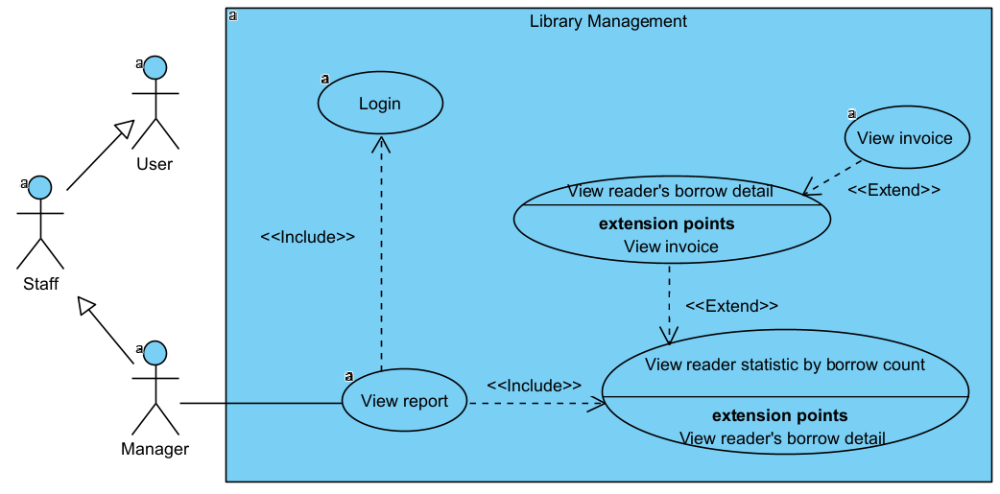 a
Library Management
a
User
a
Staff
a
Manager
a
Login
<<Include>>
a
View report
<<Include>>
a
View invoice
<<Extend>>
View reader's borrow detail
extension points
View invoice
<<Extend>>
View reader statistic by borrow count
extension points
View reader's borrow detail